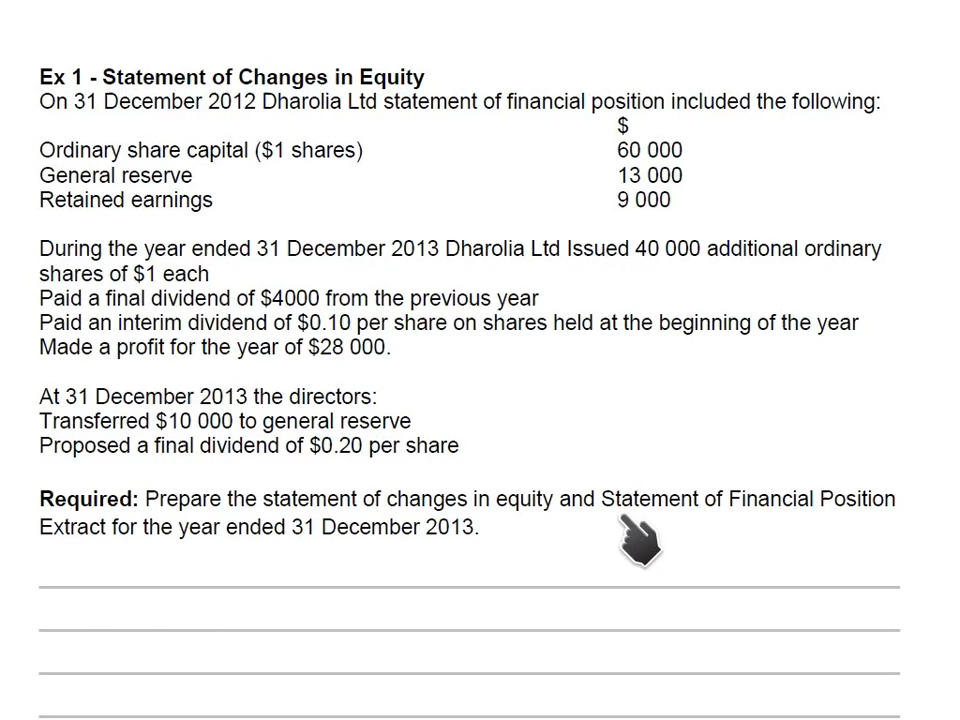 Ex 1 - Statement of Changes in Equity
On 31 December 2012 Dharolia Ltd statement of financial position included the following:
$
Ordinary share capital ($1 shares) 60 000
General reserve 13 000
Retained earnings 9 000
During the year ended 31 December 2013 Dharolia Ltd Issued 40 000 additional ordinary
shares of $1 each
Paid a final dividend of $4000 from the previous year
Paid an interim dividend of $0.10 per share on shares held at the beginning of the year
Made a profit for the year of $28 000.
At 31 December 2013 the directors:
Transferred $10 000 to general reserve
Proposed a final dividend of $0.20 per share
Required: Prepare the statement of changes in equity and Statement of Financial Position
Extract for the year ended 31 December 2013.